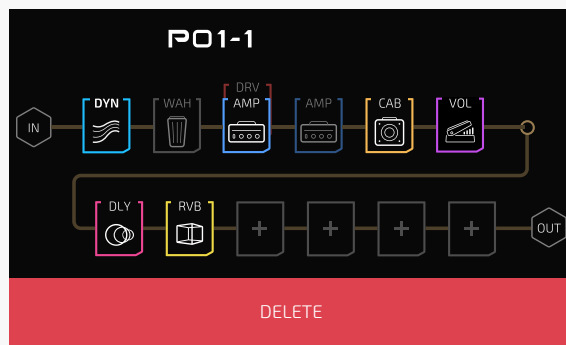 P01-1
DRV
DYN WAH AMP AMP CAB VOL
IN
DLY RVB + + + +
OUT
DELETE